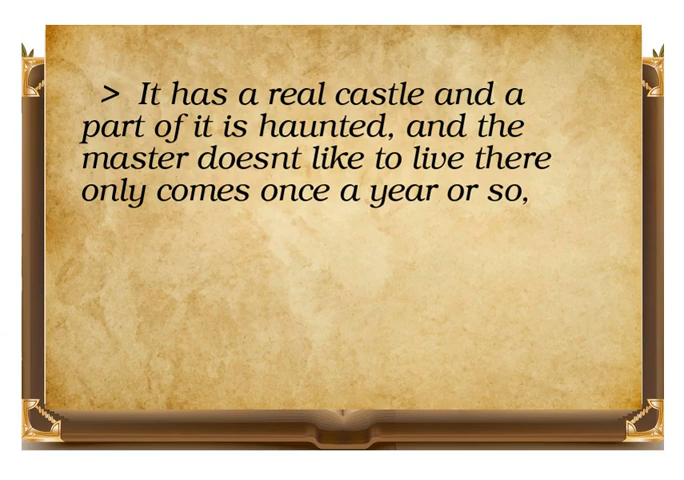 > It has a real castle and a
part of it is haunted, and the
master doesnt like to live there
only comes once a year or so,